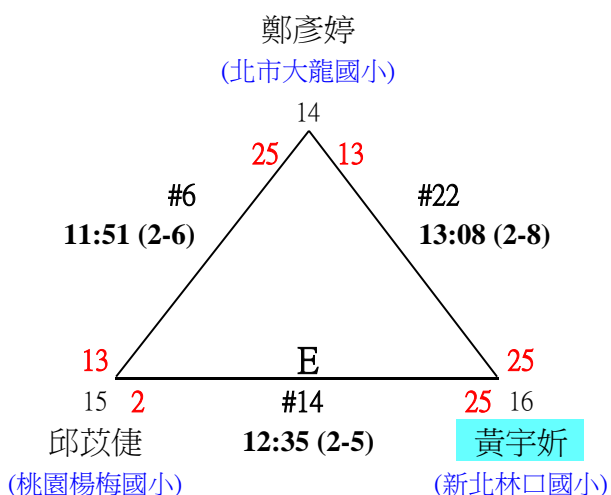 鄭彥婷
(北市大龍國小)
14
25 13
#6 #22
11:51 (2-6) 13:08 (2-8)
13 E 25
15 2 #14 25 16
邱苡倢 12:35 (2-5) 黃宇妡
(桃園楊梅國小) (新北林口國小)